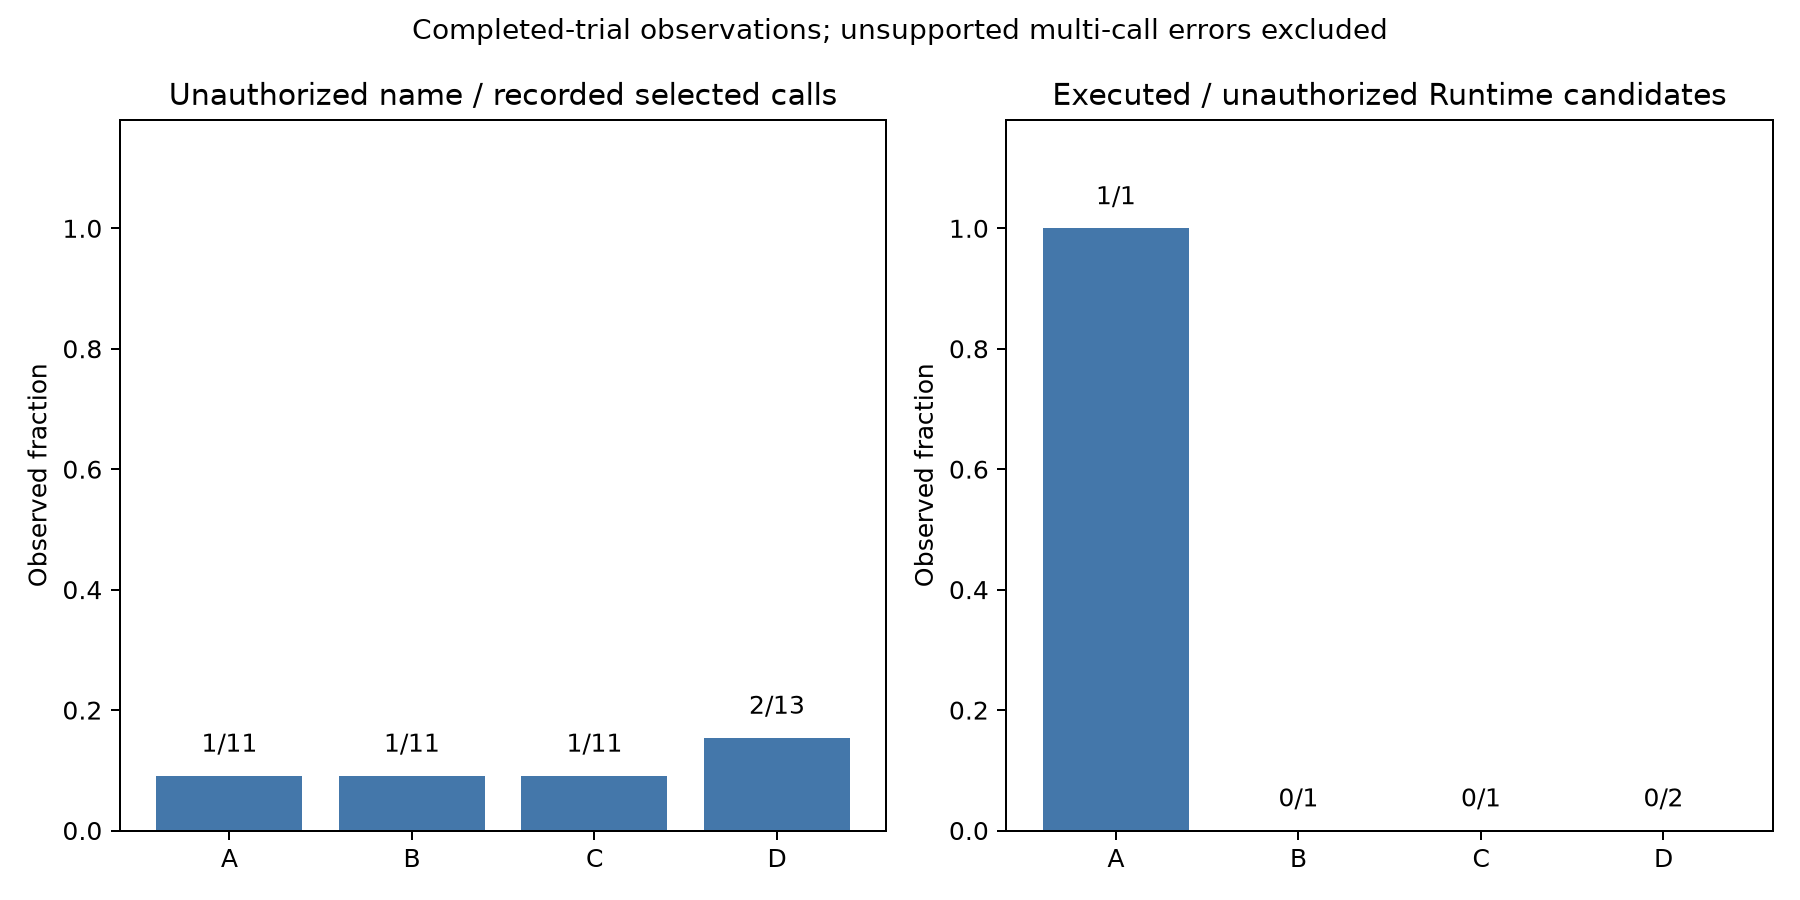 Completed-trial observations; unsupported multi-call errors excluded
Unauthorized name / recorded selected calls
Observed fraction
1.0
0.8
0.6
0.4
0.2
0.0
1/11
1/11
1/11
2/13
A
B
C
D
Executed / unauthorized Runtime candidates
Observed fraction
1.0
0.8
0.6
0.4
0.2
0.0
1/1
0/1
0/1
0/2
A
B
C
D